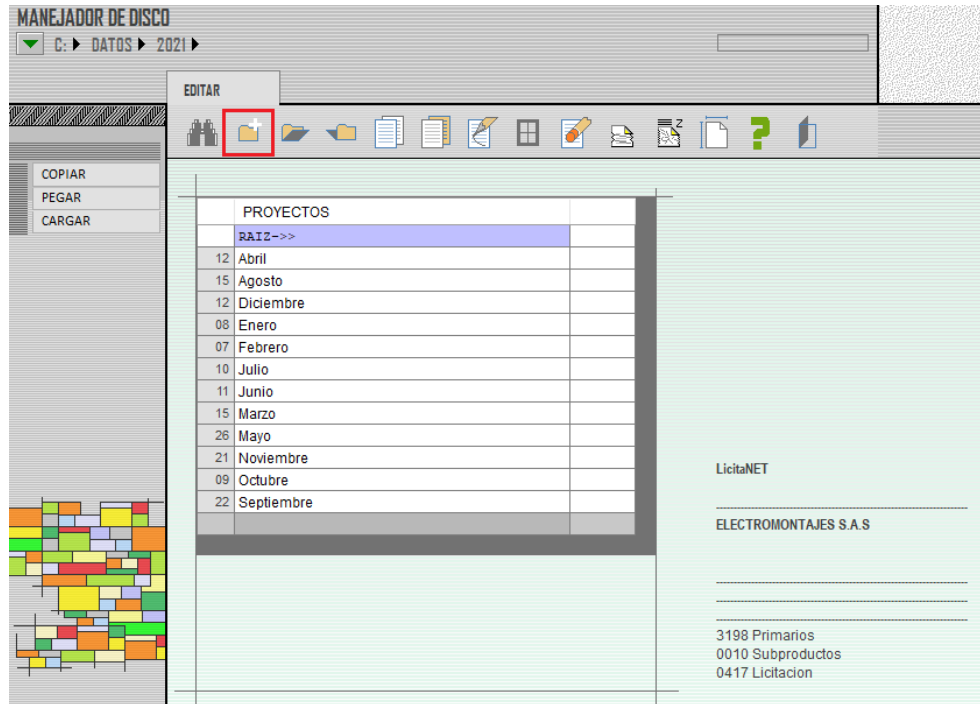 MANEJADOR DE DISCO
C: DATOS 2021
EDITAR
Z
?
COPIAR
PEGAR
CARGAR
PROYECTOS
RAIZ->>
12 Abril
15 Agosto
12 Diciembre
08 Enero
07 Febrero
10 Julio
11 Junio
15 Marzo
26 Mayo
21 Noviembre
09 Octubre
22 Septiembre
LicitaNET
ELECTROMONTAJES S.A.S
3198 Primarios
0010 Subproductos
0417 Licitacion